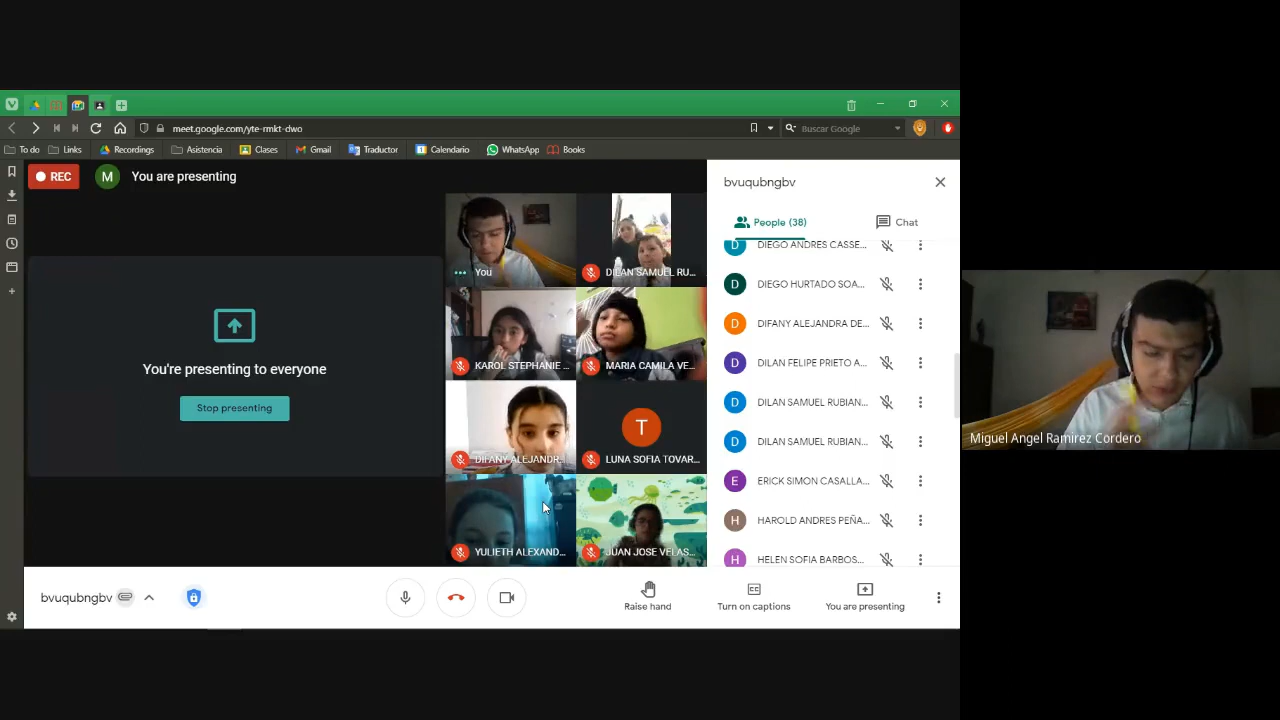 meet.google.com/yte-rmkt-dwo
Buscar Google
To do
Links
Recordings
Asistencia
Clases
Gmail
Traductor
Calendario
WhatsApp
Books
REC
M
You are presenting
You're presenting to everyone
Stop presenting
You
DILAN SAMUEL RU...
KAROL STEPHANIE ...
MARIA CAMILA VE...
DIFANY ALEJANDR...
T
LUNA SOFIA TOVAR...
YULIETH ALEXAND...
JUAN JOSE VELAS...
bvuqubngbv
People (38)
Chat
D DIEGO ANDRES CASSE...
D DIEGO HURTADO SOA...
D DIFANY ALEJANDRA DE...
D DILAN FELIPE PRIETO A...
D DILAN SAMUEL RUBIAN...
D DILAN SAMUEL RUBIAN...
E ERICK SIMON CASALLA...
H HAROLD ANDRES PEÑA...
H HELEN SOFIA BARBOS...
bvuqubngbv
Raise hand
Turn on captions
You are presenting
Miguel Angel Ramirez Cordero